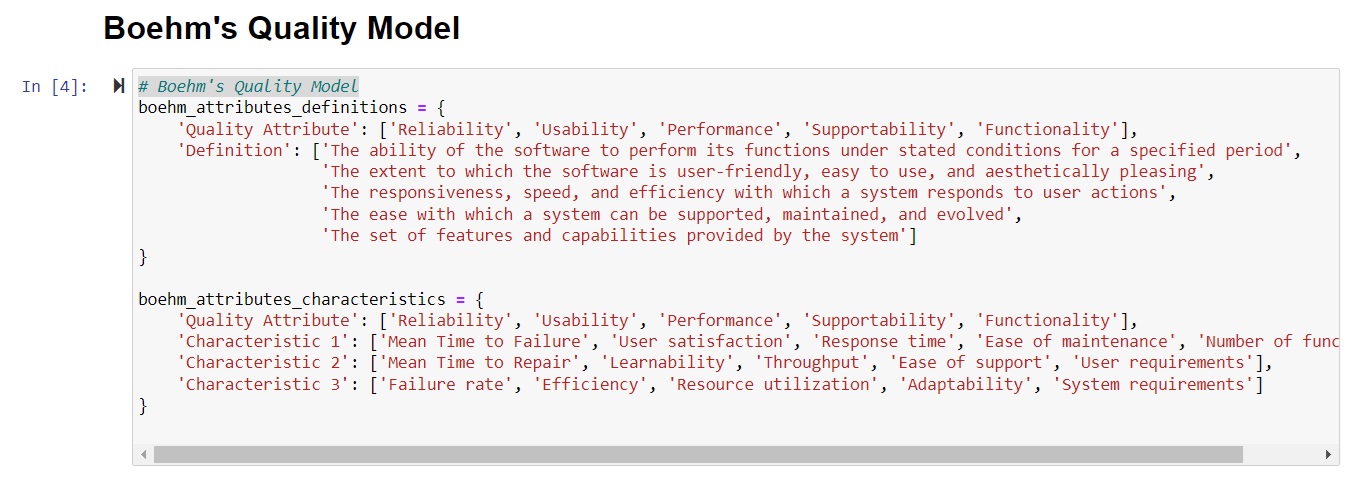 Boehm's Quality Model
In [4]:
# Boehm's Quality Model
boehm_attributes_definitions = {
    'Quality Attribute': ['Reliability', 'Usability', 'Performance', 'Supportability', 'Functionality'],
    'Definition': ['The ability of the software to perform its functions under stated conditions for a specified period',
                   'The extent to which the software is user-friendly, easy to use, and aesthetically pleasing',
                   'The responsiveness, speed, and efficiency with which a system responds to user actions',
                   'The ease with which a system can be supported, maintained, and evolved',
                   'The set of features and capabilities provided by the system']
}
boehm_attributes_characteristics = {
    'Quality Attribute': ['Reliability', 'Usability', 'Performance', 'Supportability', 'Functionality'],
    'Characteristic 1': ['Mean Time to Failure', 'User satisfaction', 'Response time', 'Ease of maintenance', 'Number of func
    'Characteristic 2': ['Mean Time to Repair', 'Learnability', 'Throughput', 'Ease of support', 'User requirements'],
    'Characteristic 3': ['Failure rate', 'Efficiency', 'Resource utilization', 'Adaptability', 'System requirements']
}